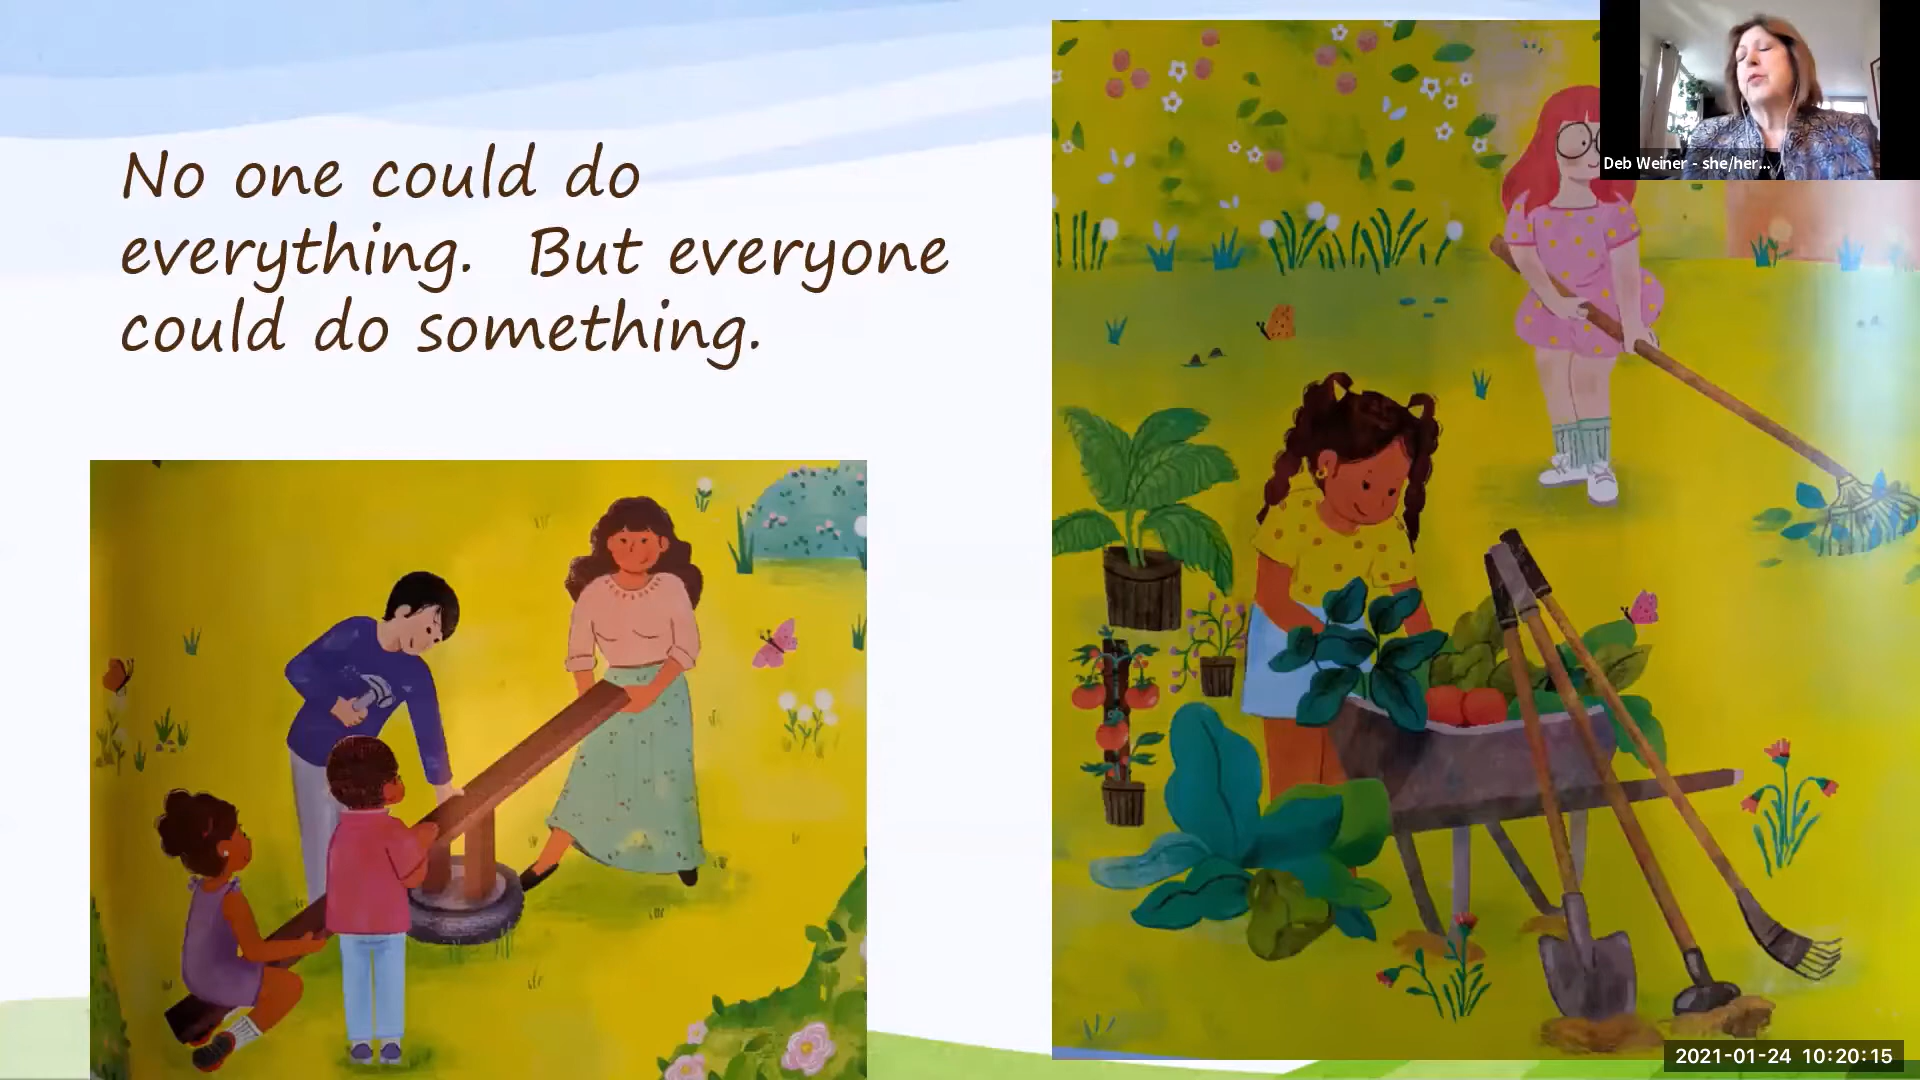 No one could do
everything.  But everyone
could do something.
Deb Weiner - she/her...
2021-01-24 10:20:15